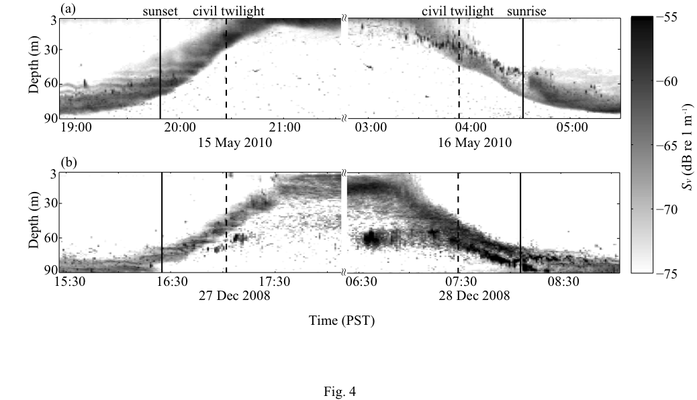 (a)
sunset civil twilight civil twilight sunrise
3
30
60
90
Depth (m)
19:00 20:00 21:00 03:00 04:00 05:00
15 May 2010 16 May 2010
(b)
3
30
60
90
Depth (m)
15:30 16:30 17:30 06:30 07:30 08:30
27 Dec 2008 28 Dec 2008
Time (PST)
−55
−60
−65
−70
−75
Sv (dB re 1 m⁻¹)
Fig. 4